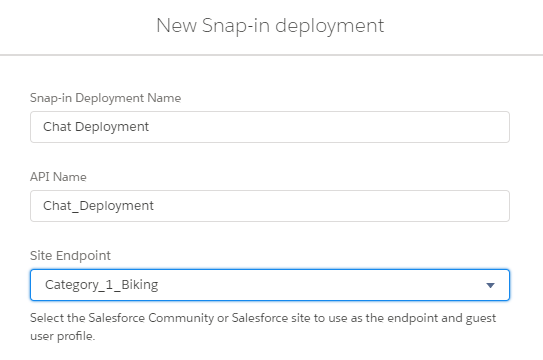 New Snap-in deployment
Snap-in Deployment Name
Chat Deployment
API Name
Chat_Deployment
Site Endpoint
Category_1_Biking
Select the Salesforce Community or Salesforce site to use as the endpoint and guest
user profile.